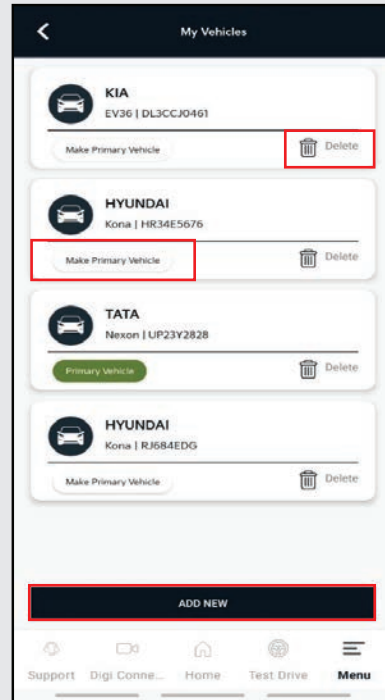 My Vehicles
KIA
EV36 | DL3CCJ0461
Make Primary Vehicle
Delete
HYUNDAI
Kona | HR34E5676
Make Primary Vehicle
Delete
TATA
Nexon | UP23Y2828
Primary Vehicle
Delete
HYUNDAI
Kona | RJ684EDG
Make Primary Vehicle
Delete
ADD NEW
Support Digi Conne... Home Test Drive Menu